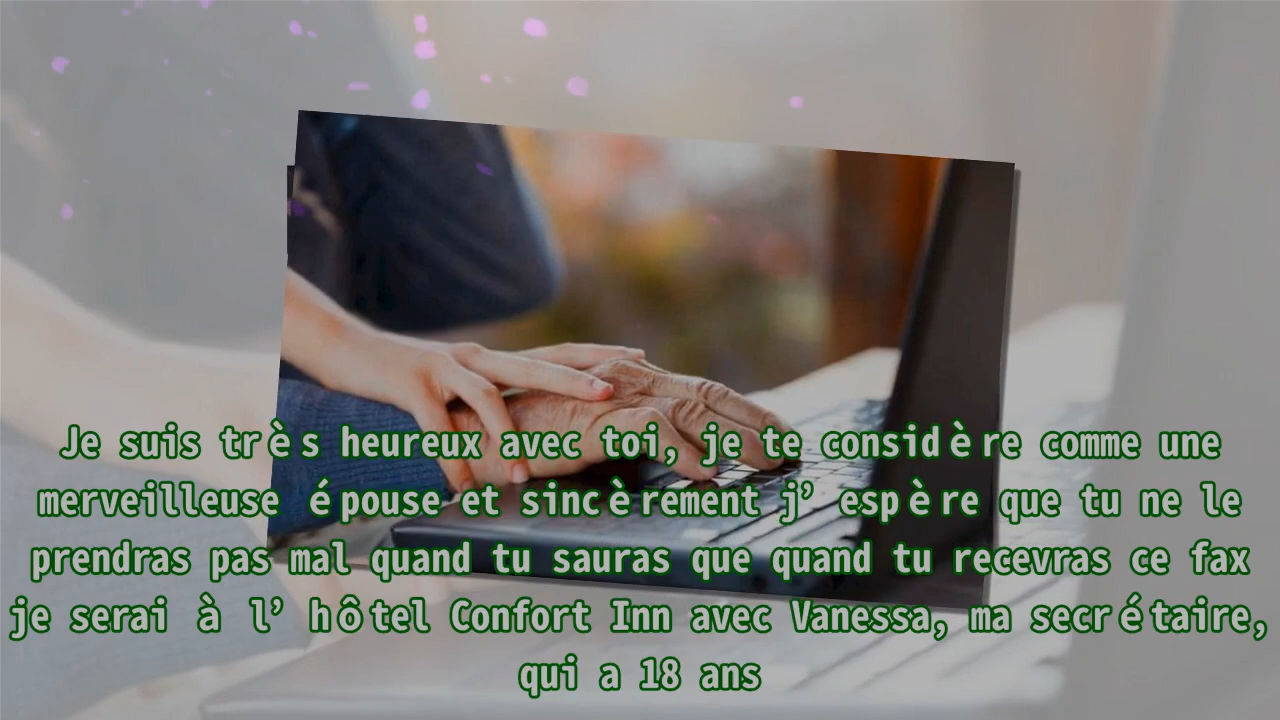 Je suis très heureux avec toi, je te considère comme une
merveilleuse épouse et sincèrement j’ espère que tu ne le
prendras pas mal quand tu sauras que quand tu recevras ce fax
je serai à l’ hôtel Confort Inn avec Vanessa, ma secrétaire,
qui a 18 ans